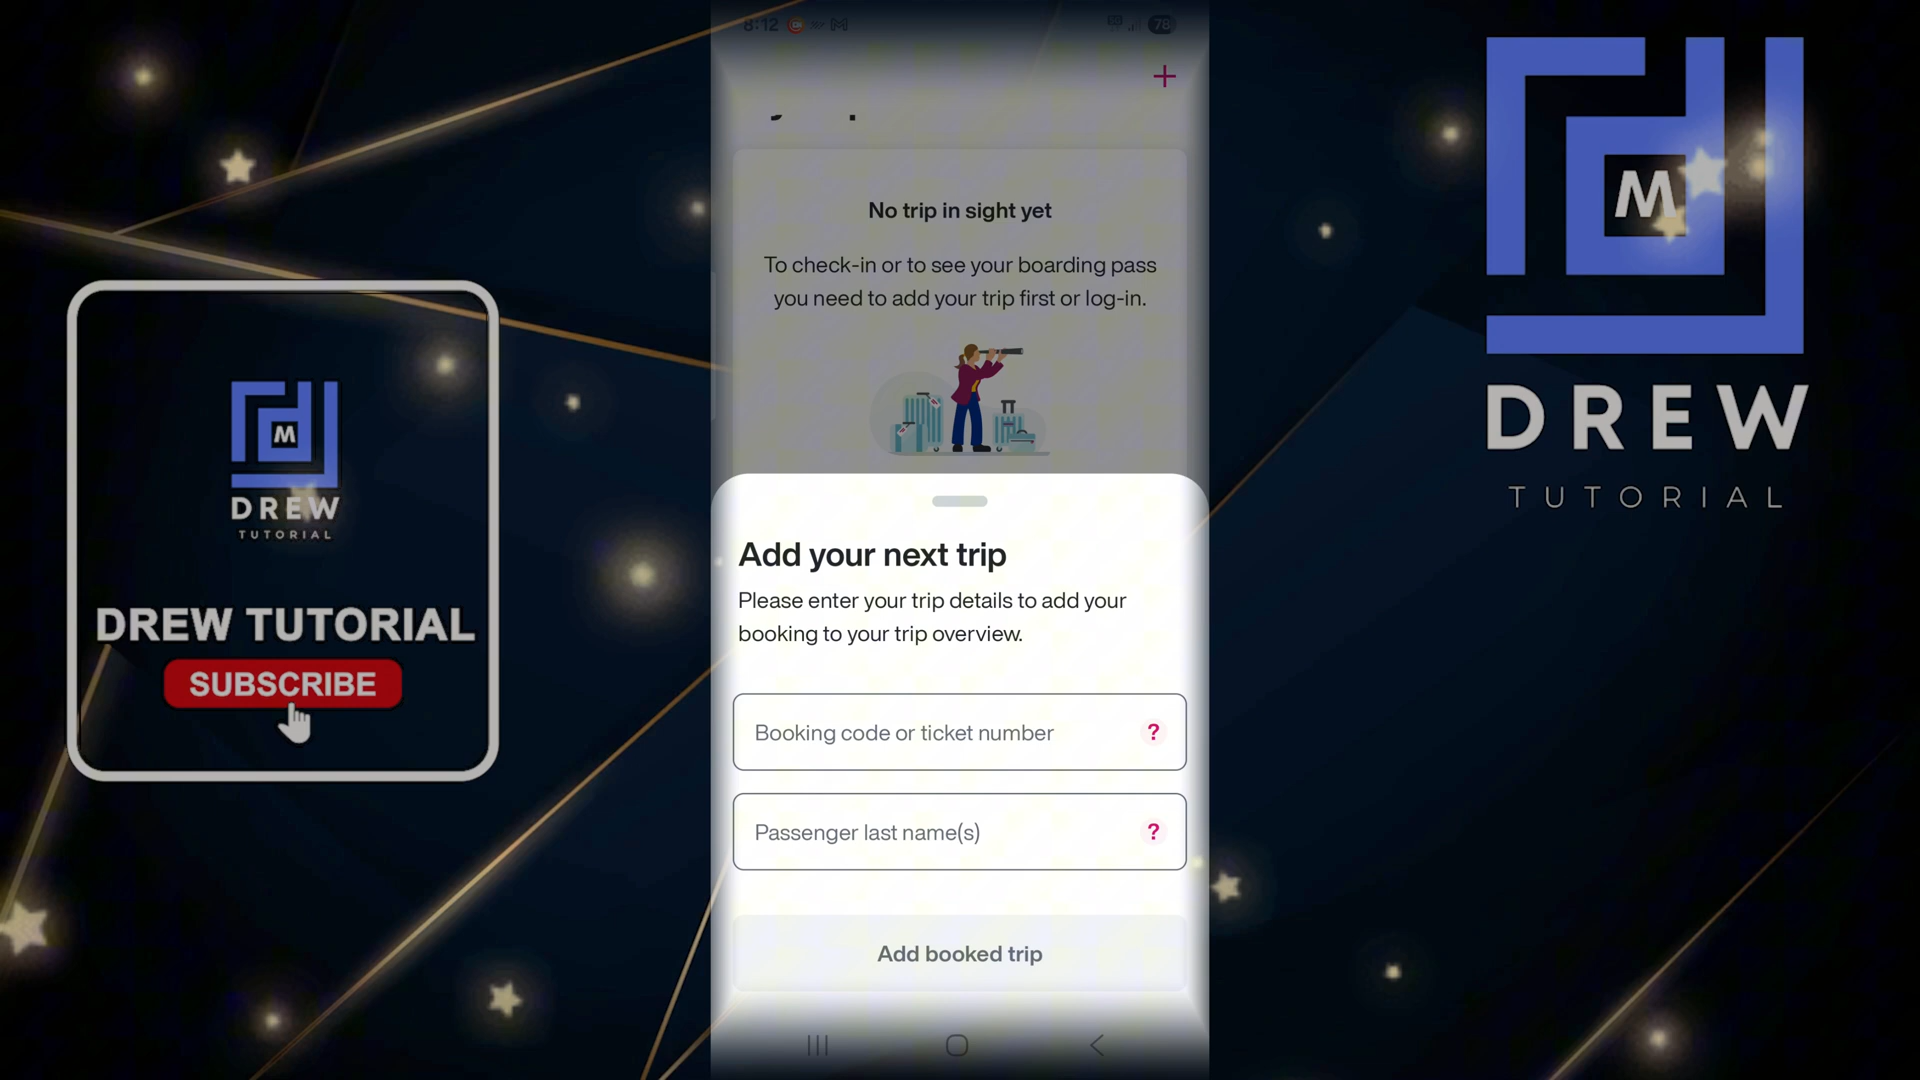 8:12
78
No trip in sight yet
To check-in or to see your boarding pass
you need to add your trip first or log-in.
Add your next trip
Please enter your trip details to add your
booking to your trip overview.
Booking code or ticket number ?
Passenger last name(s) ?
Add booked trip
M
DREW
TUTORIAL
DREW TUTORIAL
SUBSCRIBE
M
DREW
TUTORIAL